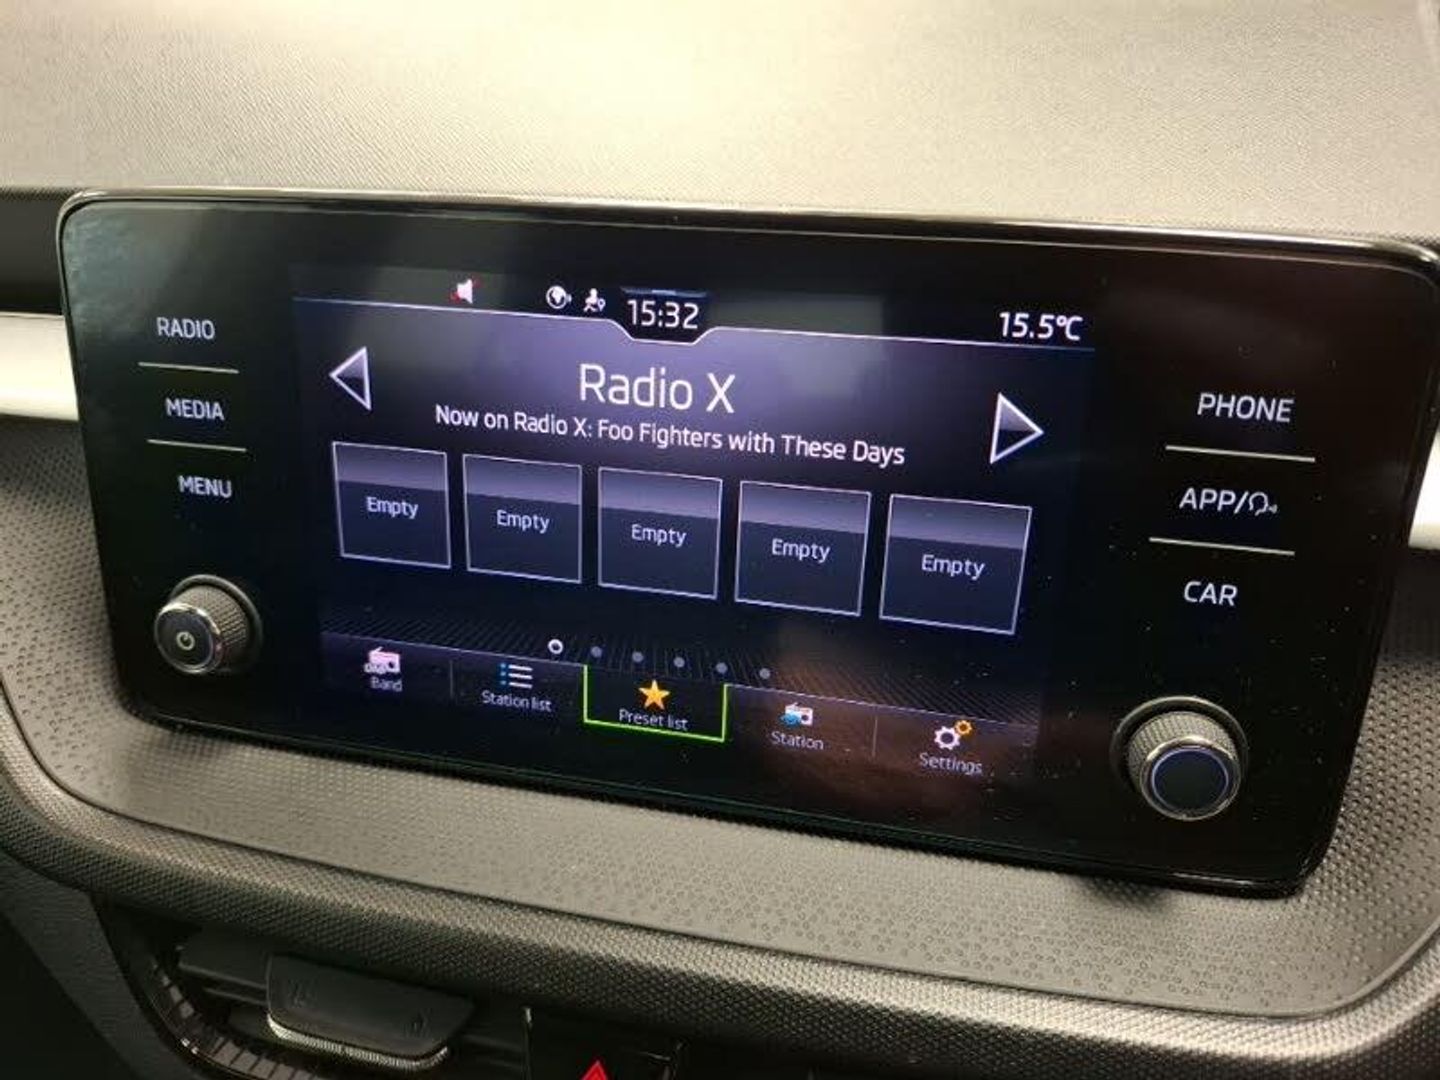 15:32
15.5°C
RADIO
MEDIA
MENU
Radio X
Now on Radio X: Foo Fighters with These Days
Empty
Empty
Empty
Empty
Empty
Band
Station list
Preset list
Station
Settings
PHONE
APP/
CAR